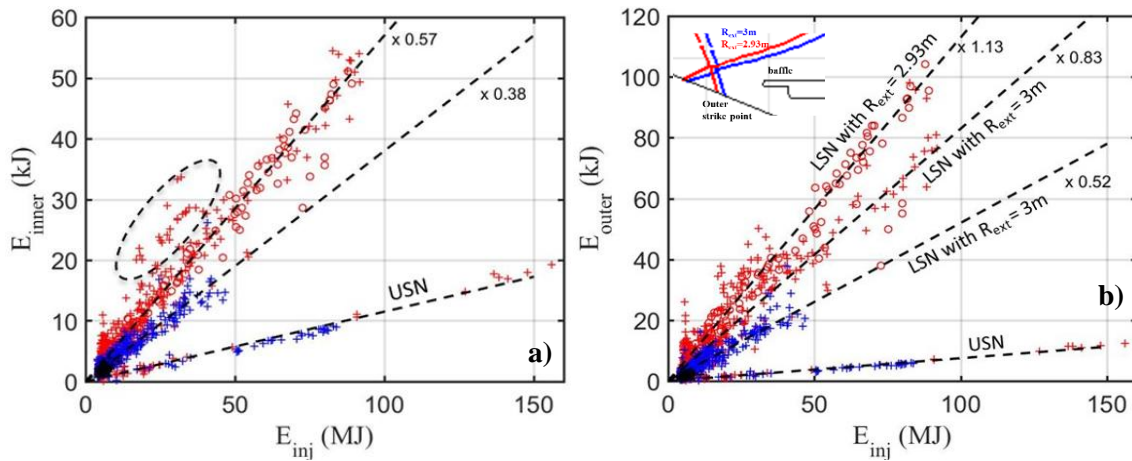 60
50
40
30
20
10
0
E_inner (kJ)
x 0.57
x 0.38
USN
a)
0
50
100
150
E_inj (MJ)
120
100
80
60
40
20
0
E_outer (kJ)
R_ext=3m
R_ext=2.93m
baffle
Outer
strike point
LSN with R_ext = 2.93m
x 1.13
x 0.83
LSN with R_ext = 3m
x 0.52
LSN with R_ext = 3m
USN
b)
0
50
100
150
E_inj (MJ)